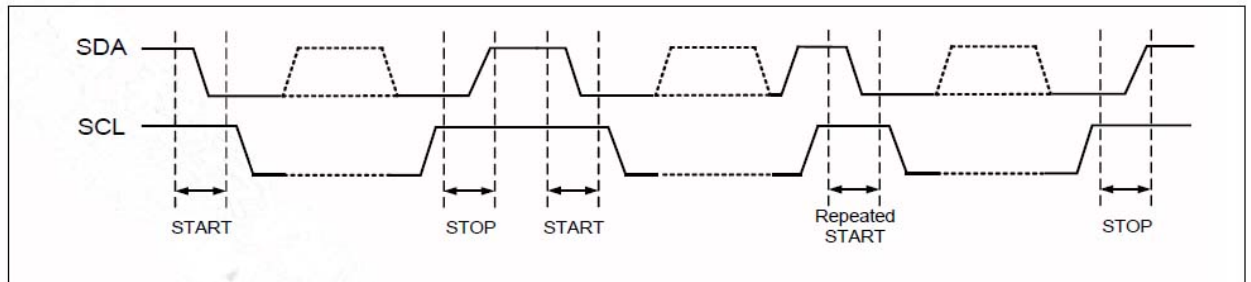 SDA
SCL
START
STOP
START
Repeated
START
STOP